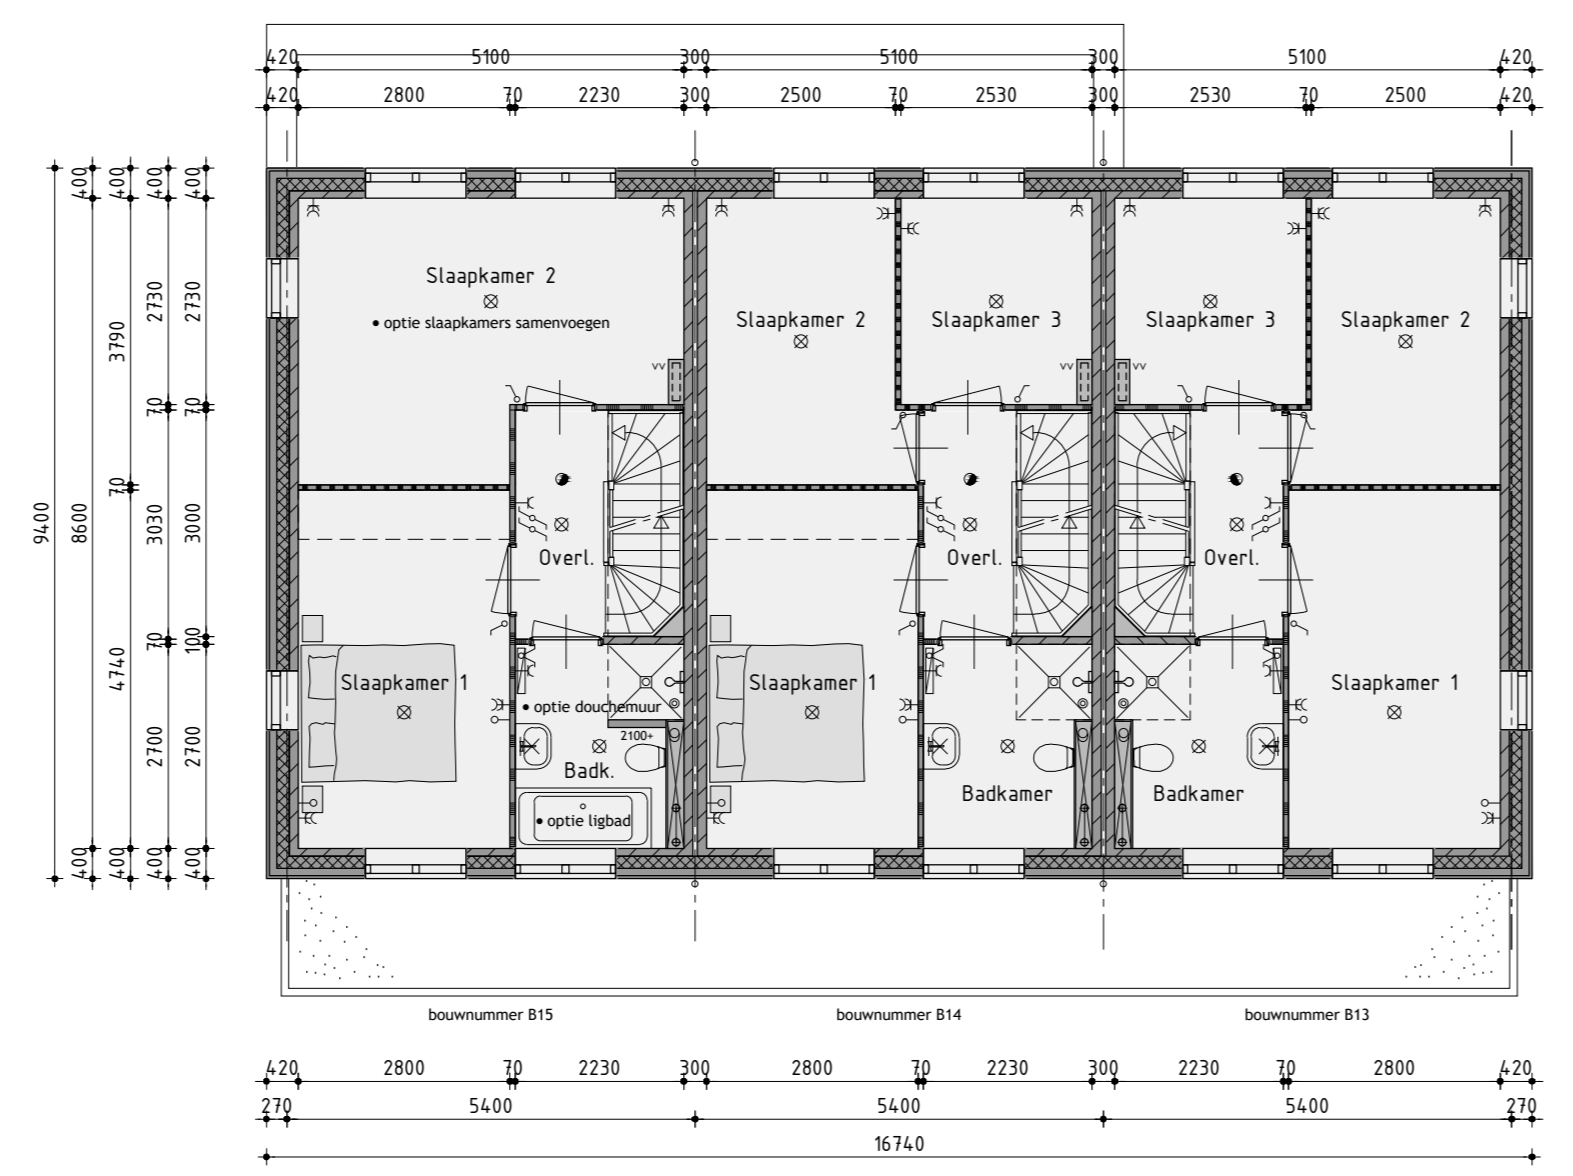 420 5100 300 5100 300 5100 420
420 2800 70 2230 300 2500 70 2530 300 2530 70 2500 420
400 400 400 400
9400
8600
3790 70 4740
2730 70 3030 70 2700
2730 70 3000 100 2700
400 400 400 400
Slaapkamer 2
• optie slaapkamers samenvoegen
Slaapkamer 2
Slaapkamer 3
Slaapkamer 3
Slaapkamer 2
vv vv vv
Overl. Overl. Overl.
Slaapkamer 1
• optie douchemuur
2100+
Badk.
• optie ligbad
Slaapkamer 1
Badkamer
Badkamer
Slaapkamer 1
bouwnummer B15 bouwnummer B14 bouwnummer B13
420 2800 70 2230 300 2800 70 2230 300 2230 70 2800 420
270 5400 5400 5400 270
16740